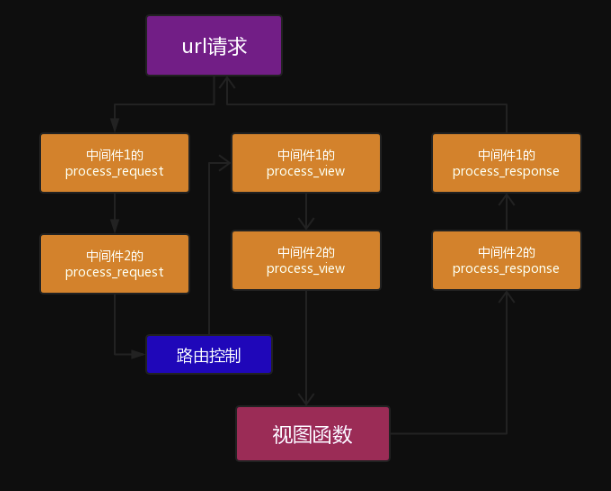 url请求
中间件1的
process_request
中间件1的
process_view
中间件1的
process_response
中间件2的
process_request
中间件2的
process_view
中间件2的
process_response
路由控制
视图函数